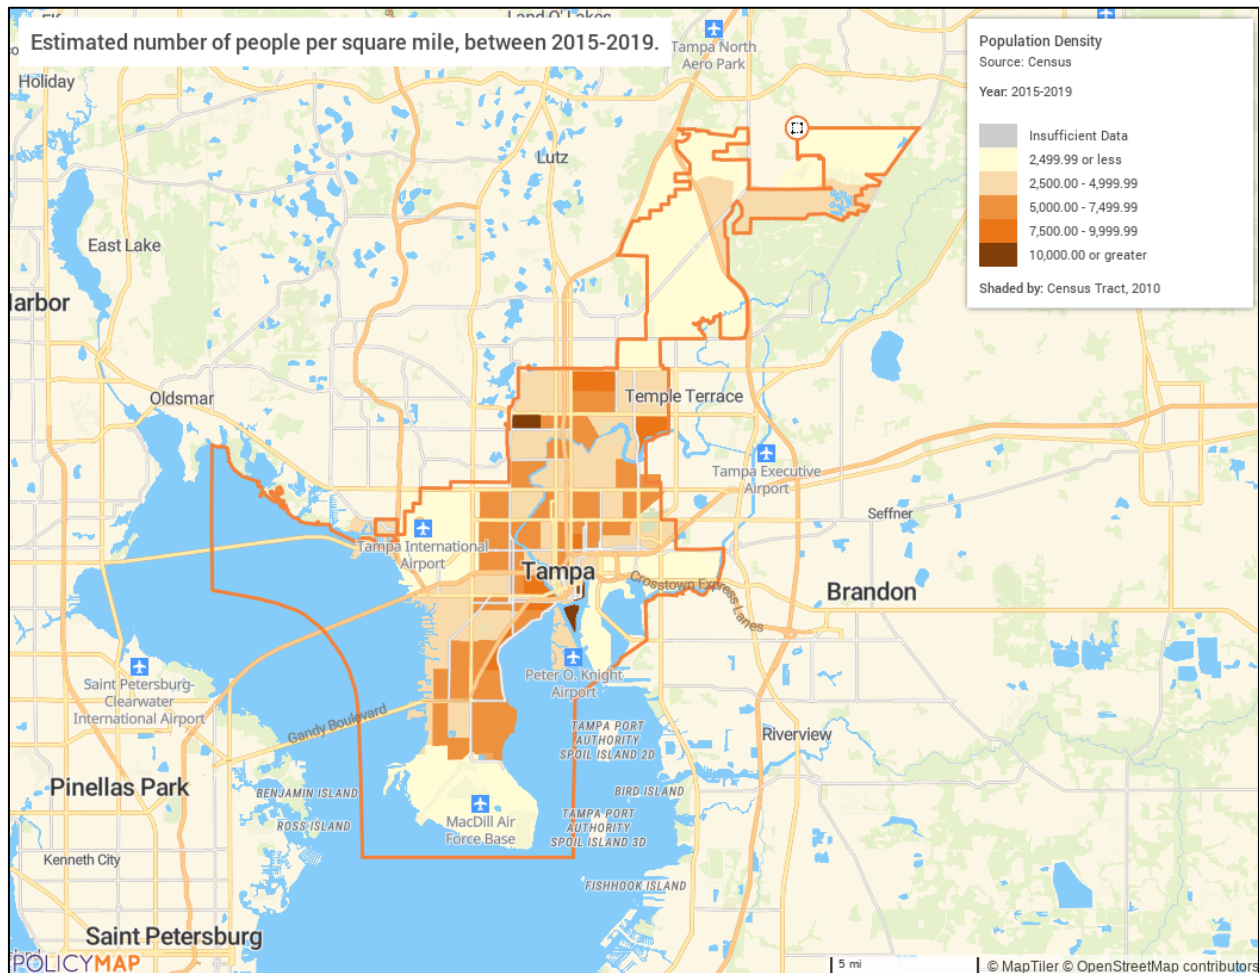 Land O' Lakes
Estimated number of people per square mile, between 2015-2019.
Tampa North
Aero Park
Holiday
Population Density
Source: Census
Year: 2015-2019
Insufficient Data
2,499.99 or less
2,500.00 - 4,999.99
5,000.00 - 7,499.99
7,500.00 - 9,999.99
10,000.00 or greater
Shaded by: Census Tract, 2010
Lutz
East Lake
Harbor
Oldsmar
Temple Terrace
Tampa Executive
Airport
Seffner
Tampa International
Airport
Tampa
Crosstown Express Lanes
Brandon
Saint Petersburg-
Clearwater
International Airport
Peter O. Knight
Airport
Gandy Boulevard
TAMPA PORT
AUTHORITY
SPOIL ISLAND 2D
Riverview
Pinellas Park
BENJAMIN ISLAND
BIRD ISLAND
ROSS ISLAND
MacDill Air
Force Base
TAMPA PORT
AUTHORITY
SPOIL ISLAND 3D
Kenneth City
FISHHOOK ISLAND
Saint Petersburg
POLICYMAP
5 mi
© MapTiler © OpenStreetMap contributors